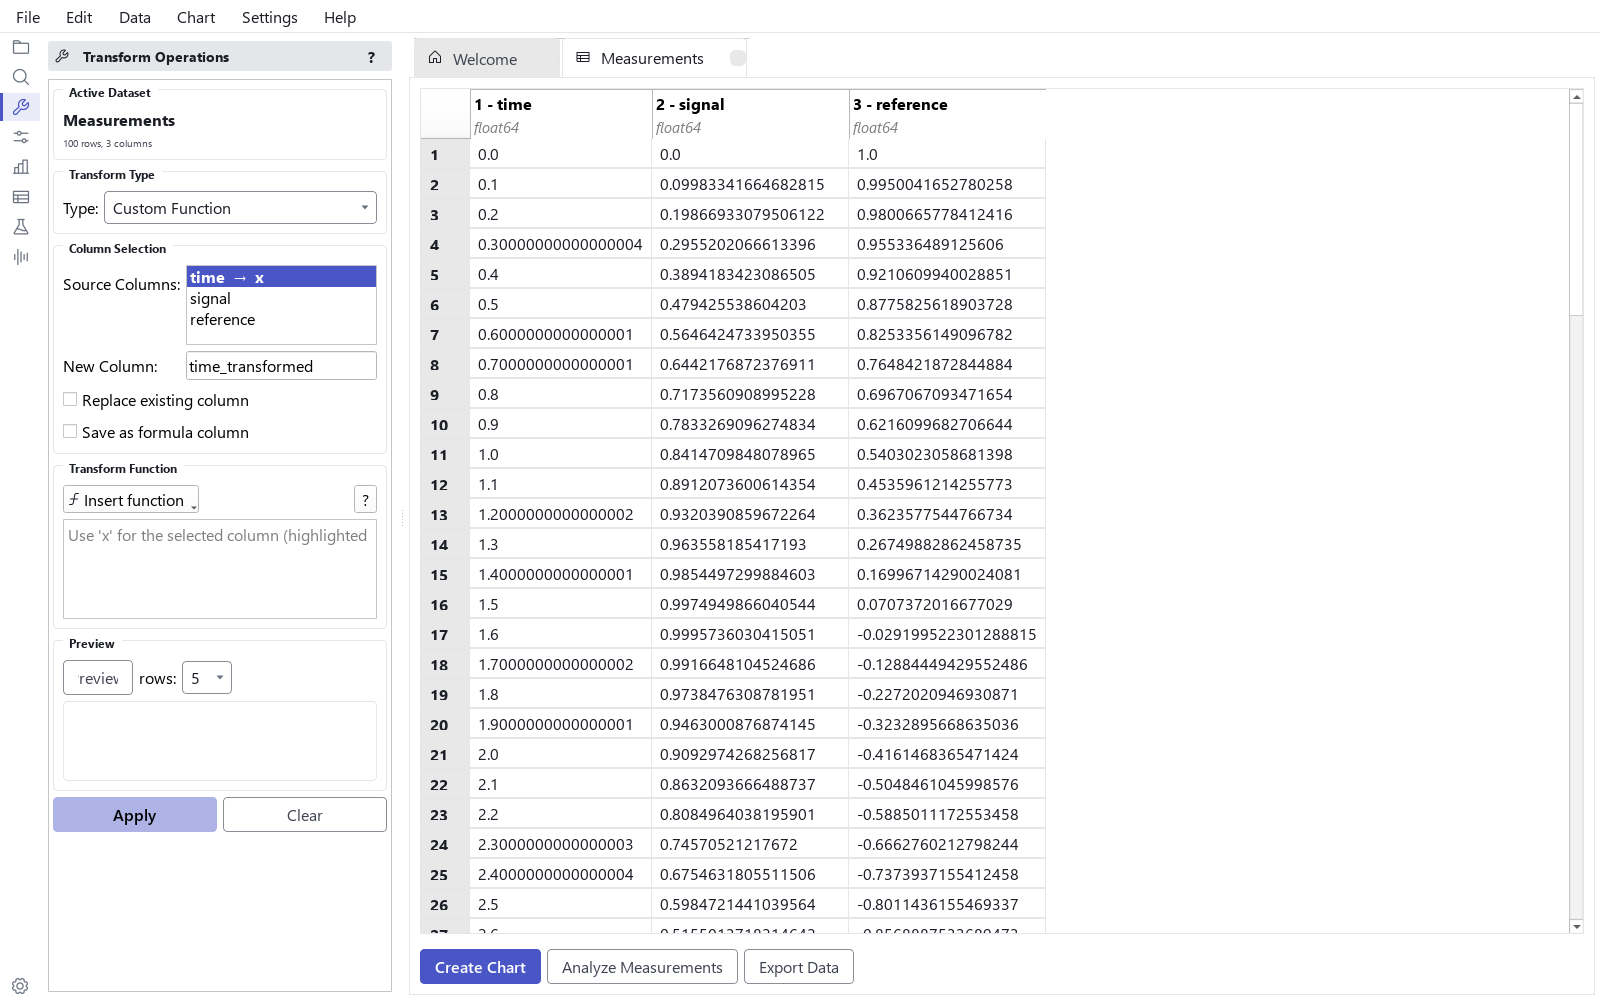 File Edit Data Chart Settings Help
Transform Operations ?
Welcome
Measurements
Active Dataset
Measurements
100 rows, 3 columns
Transform Type
Type: Custom Function
Column Selection
Source Columns:
time → x
signal
reference
New Column: time_transformed
Replace existing column
Save as formula column
Transform Function
Insert function ?
Use 'x' for the selected column (highlighted
Preview
review rows: 5
Apply Clear
1 - time 2 - signal 3 - reference
float64 float64 float64
1 0.0 0.0 1.0
2 0.1 0.09983341664682815 0.9950041652780258
3 0.2 0.19866933079506122 0.9800665778412416
4 0.30000000000000004 0.2955202066613396 0.955336489125606
5 0.4 0.3894183423086505 0.9210609940028851
6 0.5 0.479425538604203 0.8775825618903728
7 0.6000000000000001 0.5646424733950355 0.8253356149096782
8 0.7000000000000001 0.6442176872376911 0.7648421872844884
9 0.8 0.7173560908995228 0.6967067093471654
10 0.9 0.7833269096274834 0.6216099682706644
11 1.0 0.8414709848078965 0.5403023058681398
12 1.1 0.8912073600614354 0.4535961214255773
13 1.2000000000000002 0.9320390859672264 0.3623577544766734
14 1.3 0.963558185417193 0.26749882862458735
15 1.4000000000000001 0.9854497299884603 0.16996714290024081
16 1.5 0.9974949866040544 0.0707372016677029
17 1.6 0.9995736030415051 -0.029199522301288815
18 1.7000000000000002 0.9916648104524686 -0.12884449429552486
19 1.8 0.9738476308781951 -0.2272020946930871
20 1.9000000000000001 0.9463000876874145 -0.3232895668635036
21 2.0 0.9092974268256817 -0.4161468365471424
22 2.1 0.8632093666488737 -0.5048461045998576
23 2.2 0.8084964038195901 -0.5885011172553458
24 2.3000000000000003 0.74570521217672 -0.6662760212798244
25 2.4000000000000004 0.6754631805511506 -0.7373937155412458
26 2.5 0.5984721441039564 -0.8011436155469337
Create Chart Analyze Measurements Export Data